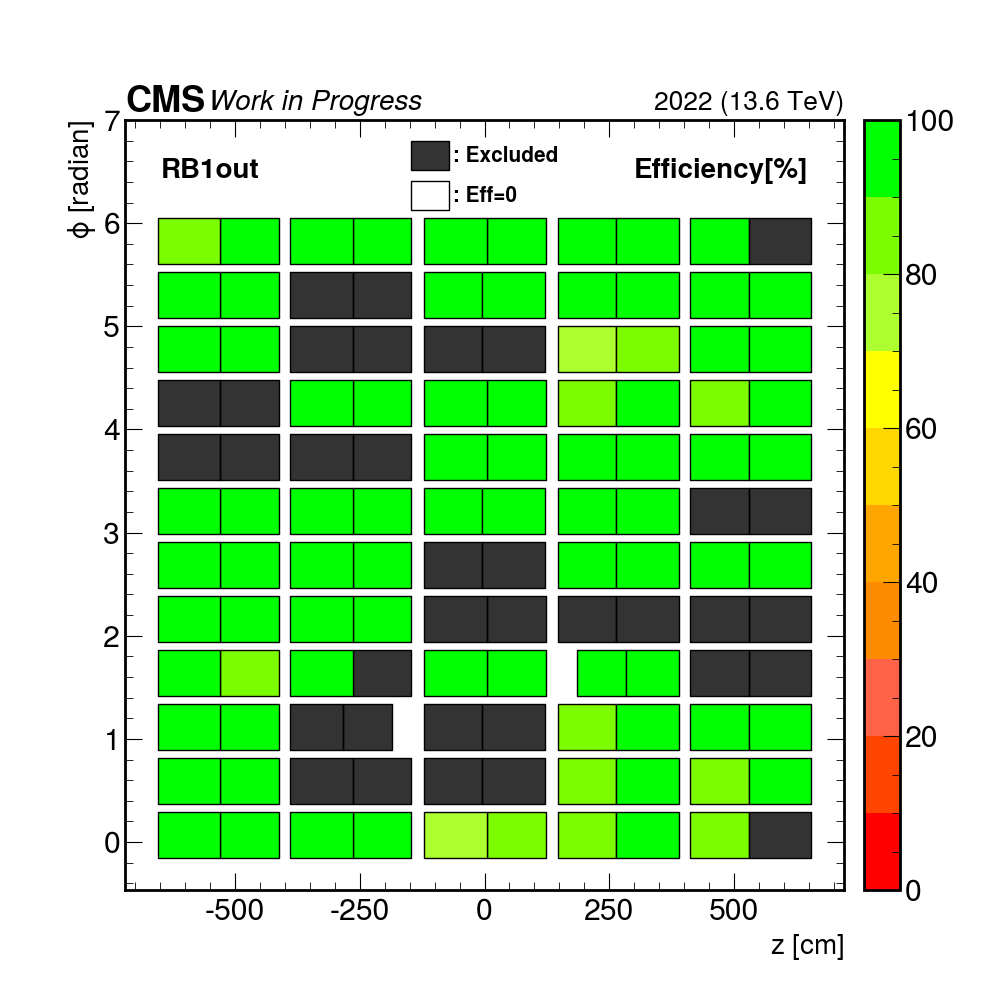 CMS Work in Progress 2022 (13.6 TeV)
RB1out : Excluded Efficiency[%]
: Eff=0
ϕ [radian]
7
6
5
4
3
2
1
0
-500 -250 0 250 500
z [cm]
100
80
60
40
20
0